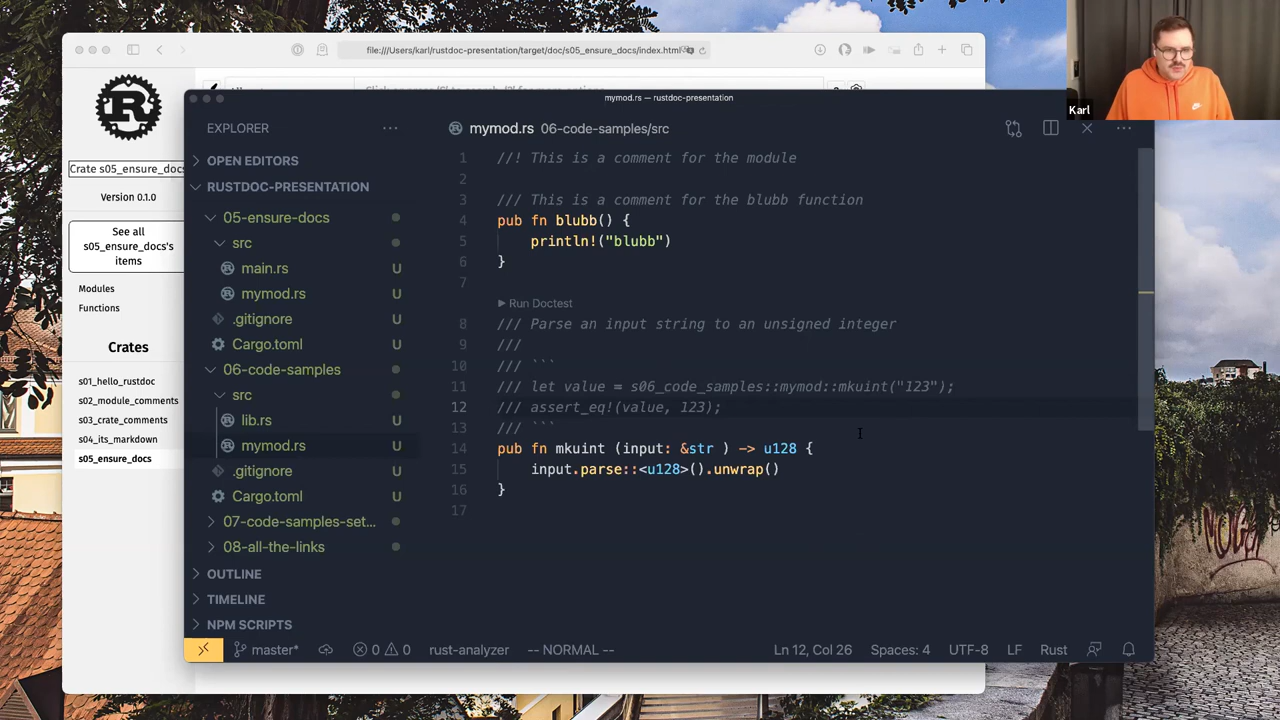 file:///Users/karl/rustdoc-presentation/target/doc/s05_ensure_docs/index.html
Crate s05_ensure_docs
Version 0.1.0
See all
s05_ensure_docs's
items
Modules
Functions
Crates
s01_hello_rustdoc
s02_module_comments
s03_crate_comments
s04_its_markdown
s05_ensure_docs
mymod.rs — rustdoc-presentation
EXPLORER
OPEN EDITORS
RUSTDOC-PRESENTATION
05-ensure-docs
src
main.rs U
mymod.rs U
.gitignore U
Cargo.toml U
06-code-samples
src
lib.rs U
mymod.rs U
.gitignore U
Cargo.toml U
07-code-samples-set...
08-all-the-links
OUTLINE
TIMELINE
NPM SCRIPTS
mymod.rs 06-code-samples/src
1 //! This is a comment for the module
2
3 /// This is a comment for the blubb function
4 pub fn blubb() {
5 println!("blubb")
6 }
7
Run Doctest
8 /// Parse an input string to an unsigned integer
9 ///
10 /// ```
11 /// let value = s06_code_samples::mymod::mkuint("123");
12 /// assert_eq!(value, 123);
13 /// ```
14 pub fn mkuint (input: &str ) -> u128 {
15 input.parse::<u128>().unwrap()
16 }
17
master* 0 0 rust-analyzer -- NORMAL -- Ln 12, Col 26 Spaces: 4 UTF-8 LF Rust
Karl